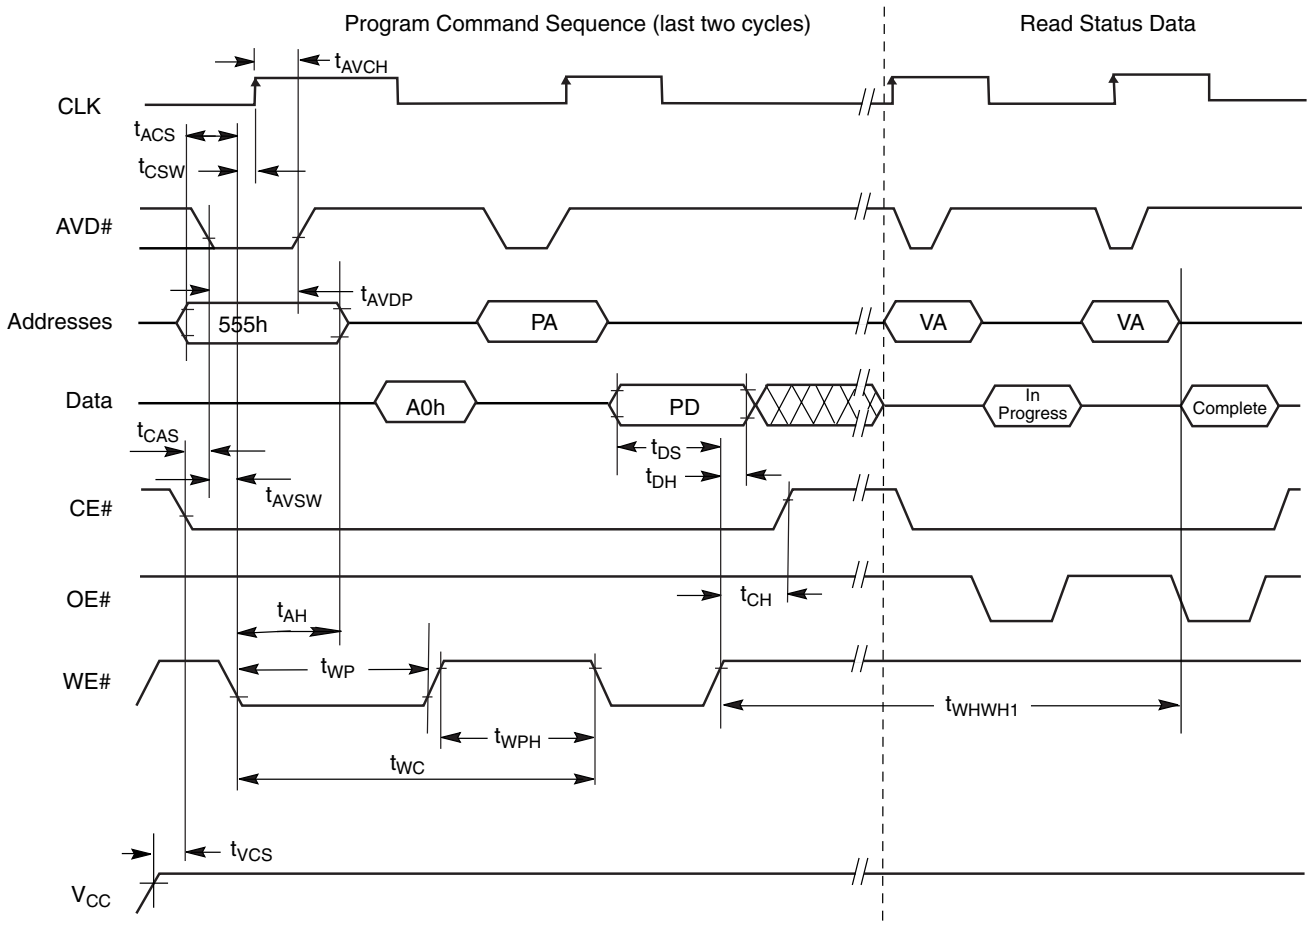 Program Command Sequence (last two cycles)
Read Status Data
tAVCH
CLK
tACS
tCSW
AVD#
tAVDP
Addresses
555h
PA
VA
VA
Data
A0h
PD
In
Progress
Complete
tCAS
tDS
tDH
tAVSW
CE#
OE#
tCH
tAH
tWP
WE#
tWHWH1
tWPH
tWC
tVCS
VCC